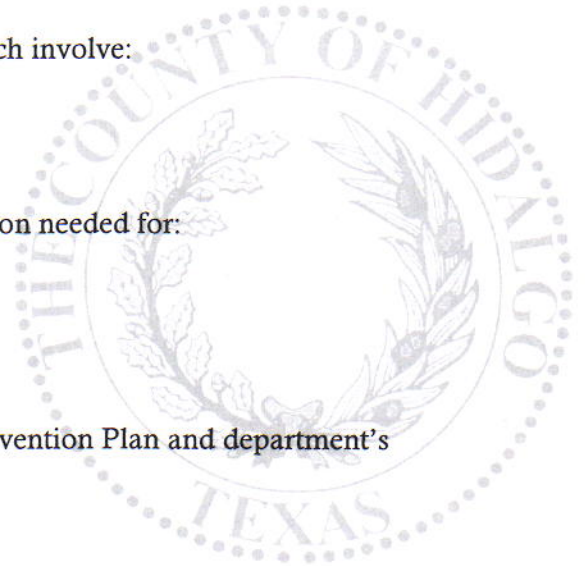 ch involve:
on needed for:
vention Plan and department's
THE COUNTY OF HIDALGO
TEXAS